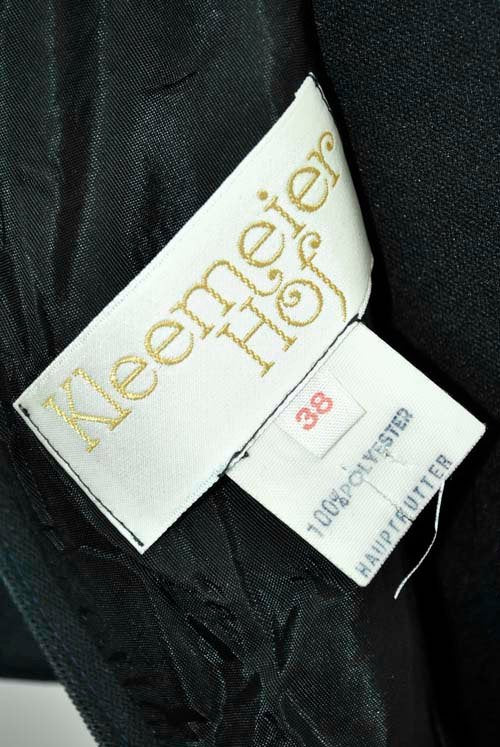 Kleemeier
Hof
38
100% POLYESTER
HAUPTFUTTER